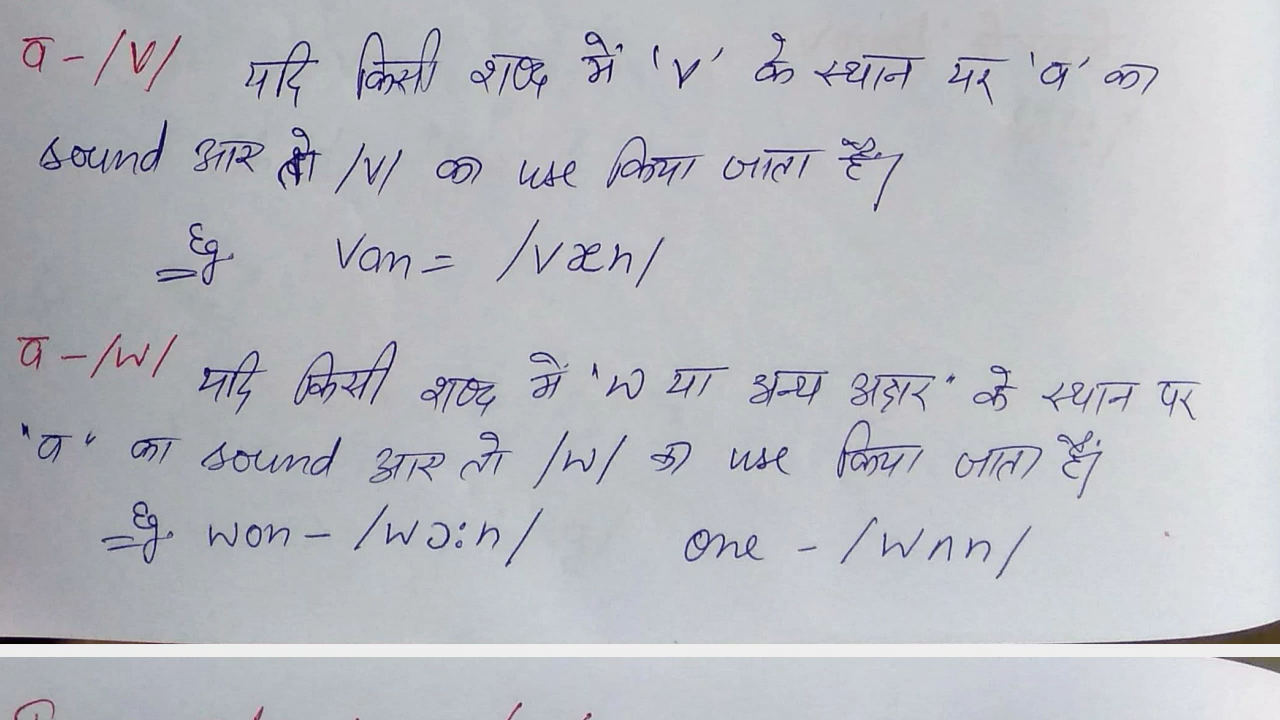 व - /v/ यदि किसी शब्द में 'v' के स्थान पर 'व' का
sound आए तो /v/ का use किया जाता है।
Eg. Van = /væn/
व - /w/ यदि किसी शब्द में "w या अन्य अक्षर" के स्थान पर
"व" का sound आए तो /w/ का use किया जाता है।
Eg. won - /wɔ:n/ one - /wʌn/